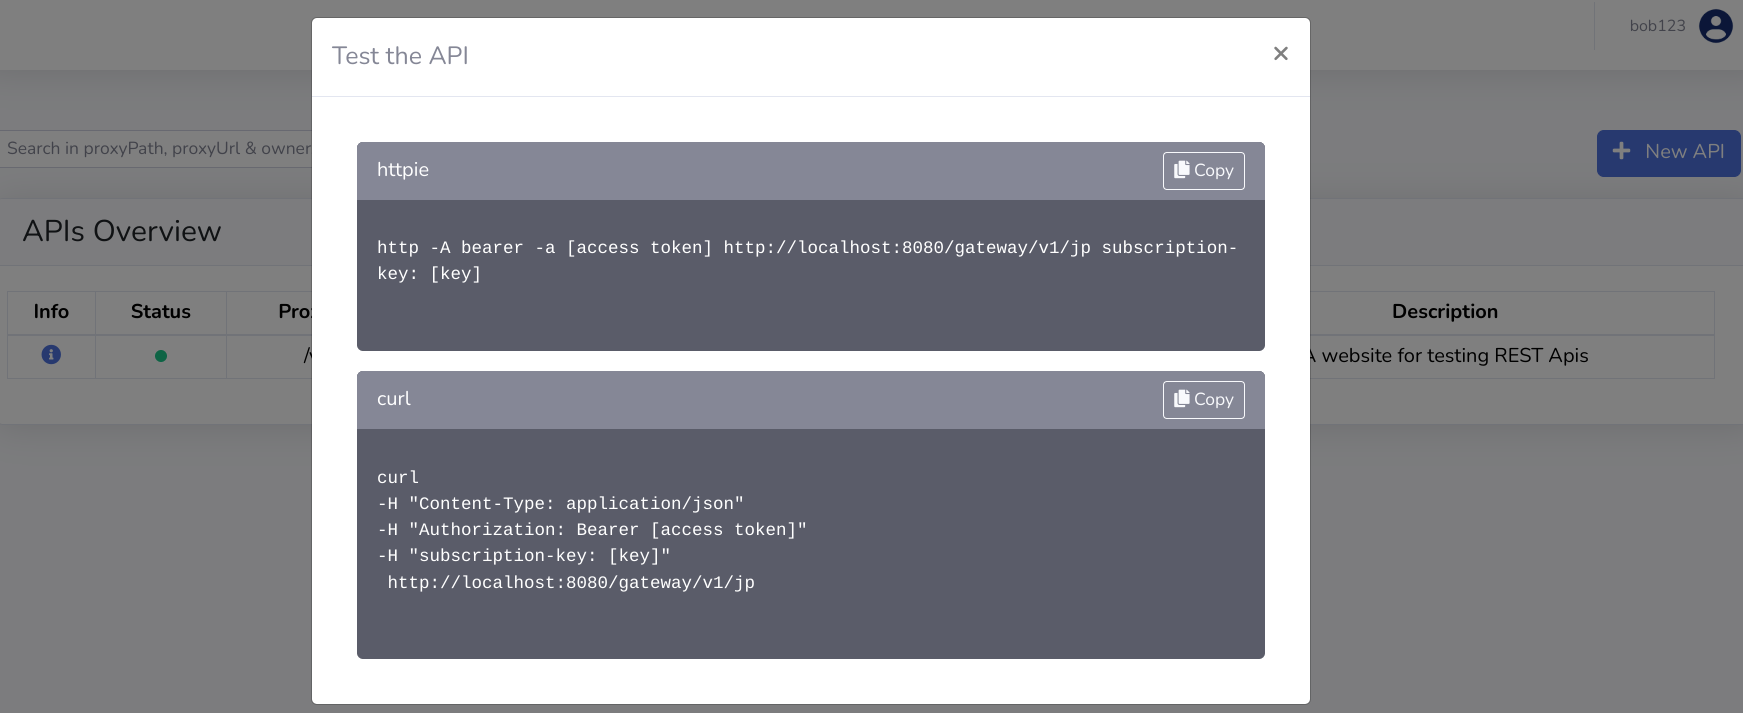 Test the API
×
bob123
Search in proxyPath, proxyUrl & owner
New API
APIs Overview
httpie
Copy
http -A bearer -a [access token] http://localhost:8080/gateway/v1/jp subscription-
key: [key]
Info Status Description
A website for testing REST Apis
curl
Copy
curl
-H "Content-Type: application/json"
-H "Authorization: Bearer [access token]"
-H "subscription-key: [key]"
http://localhost:8080/gateway/v1/jp